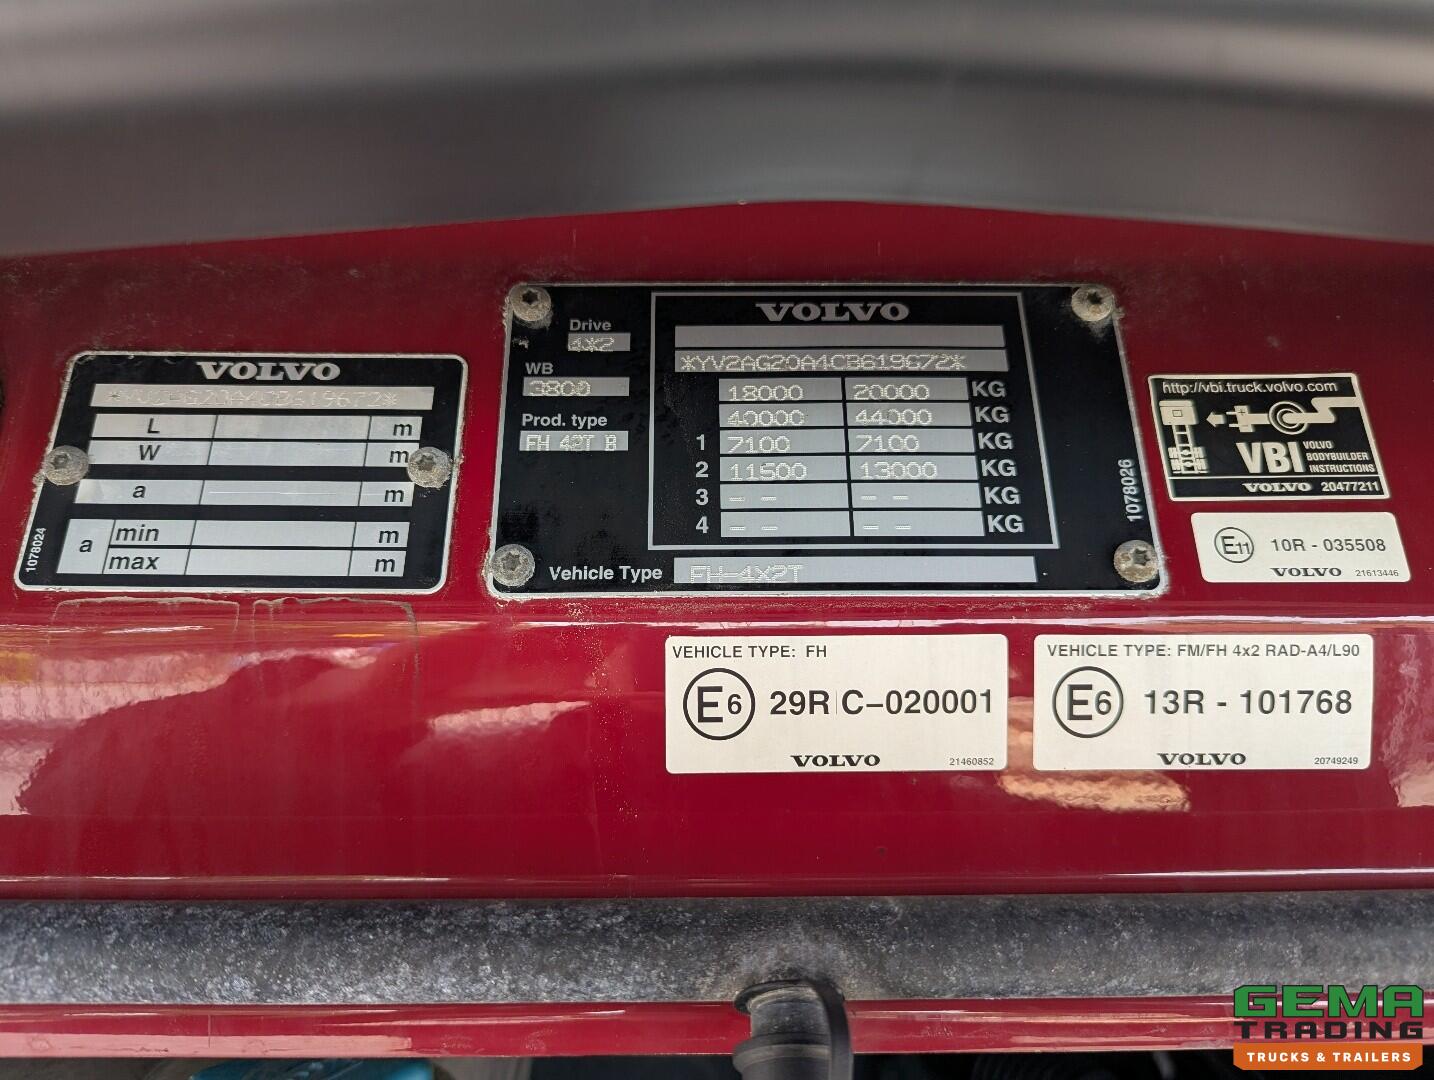 VOLVO
L m
W m
a m
a min m
max m
1078024
Drive
4X2
WB
3800
Prod. type
FH 42T B
VOLVO
*YV2AG20A4CB619672*
18000 20000 KG
40000 44000 KG
1 7100 7100 KG
2 11500 13000 KG
3 -- -- KG
4 -- -- KG
Vehicle Type FH-4X2T
1078026
http://vbi.truck.volvo.com
VBI VOLVO BODYBUILDER INSTRUCTIONS
VOLVO 20477211
E11 10R - 035508
VOLVO 21613446
VEHICLE TYPE: FH
E6 29R C-020001
VOLVO 21460852
VEHICLE TYPE: FM/FH 4x2 RAD-A4/L90
E6 13R - 101768
VOLVO 20749249
GEMA
TRADING
TRUCKS & TRAILERS